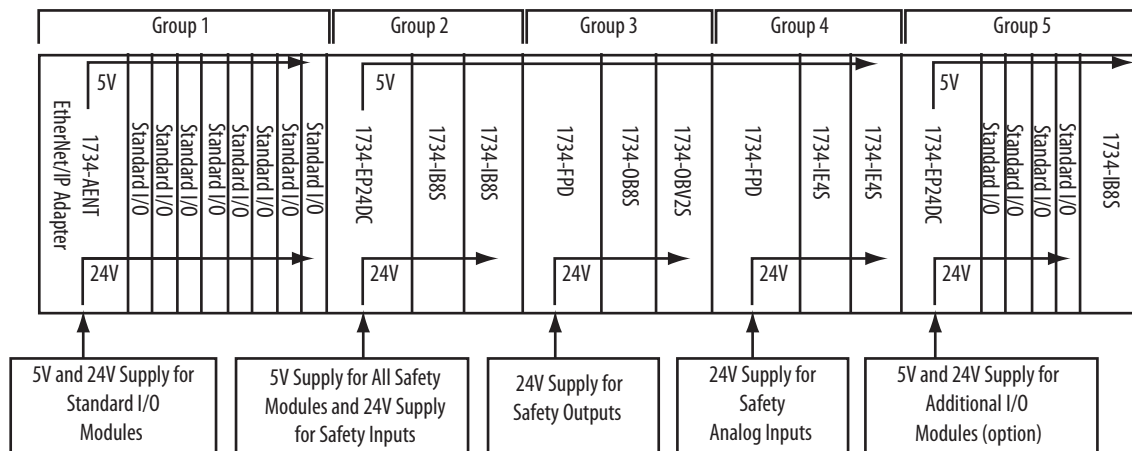 Group 1
Group 2
Group 3
Group 4
Group 5
5V
5V
5V
EtherNet/IP Adapter
1734-AENT
Standard I/O
Standard I/O
Standard I/O
Standard I/O
Standard I/O
Standard I/O
Standard I/O
Standard I/O
1734-EP24DC
1734-IB8S
1734-IB8S
1734-FPD
1734-OB8S
1734-OBV2S
1734-FPD
1734-IE4S
1734-IE4S
1734-EP24DC
Standard I/O
Standard I/O
Standard I/O
Standard I/O
1734-IB8S
24V
24V
24V
24V
24V
5V and 24V Supply for
Standard I/O
Modules
5V Supply for All Safety
Modules and 24V Supply
for Safety Inputs
24V Supply for
Safety Outputs
24V Supply for
Safety
Analog Inputs
5V and 24V Supply for
Additional I/O
Modules (option)